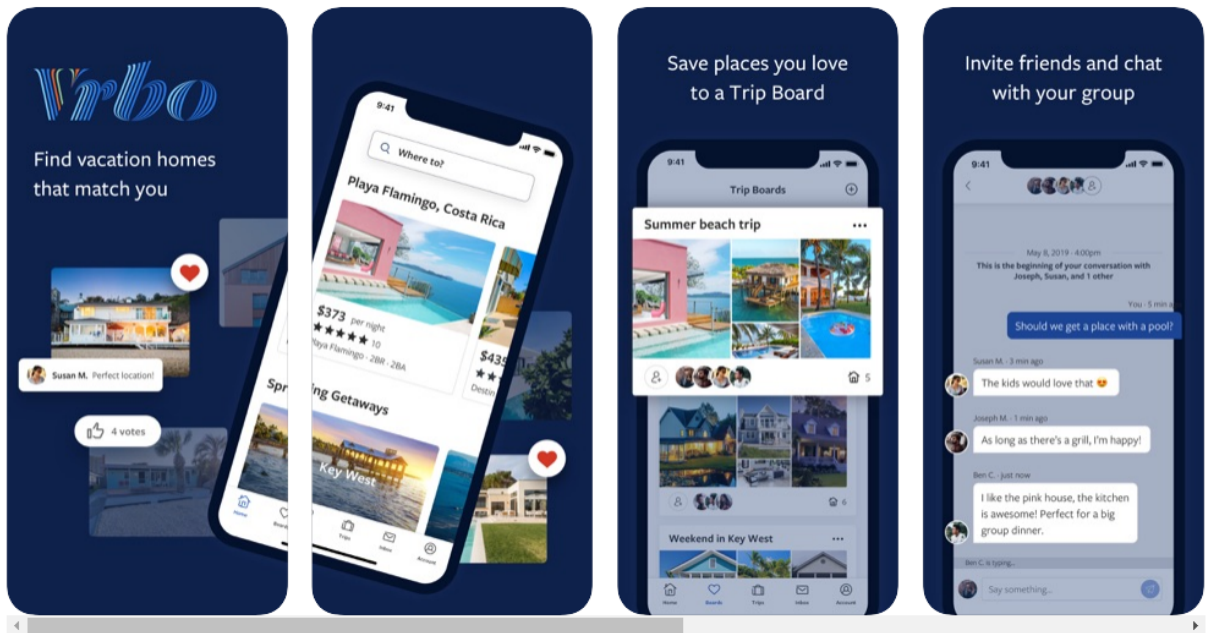 Vrbo
Find vacation homes
that match you
Susan M. Perfect location!
4 votes
9:41
Where to?
Playa Flamingo, Costa Rica
$373 per night
10
Playa Flamingo · 2BR · 2BA
$435
Destin
Spr ing Getaways
Key West
Home
Boards
Trips
Inbox
Account
Save places you love
to a Trip Board
9:41
Trip Boards
Summer beach trip
5
6
Weekend in Key West
Home
Boards
Trips
Inbox
Account
Invite friends and chat
with your group
9:41
May 8, 2019 · 4:00pm
This is the beginning of your conversation with
Joseph, Susan, and 1 other
You · 5 min a
Should we get a place with a pool?
Susan M. · 3 min ago
The kids would love that 😍
Joseph M. · 1 min ago
As long as there's a grill, I'm happy!
Ben C. · just now
I like the pink house, the kitchen
is awesome! Perfect for a big
group dinner.
Ben C. is typing...
Say something...